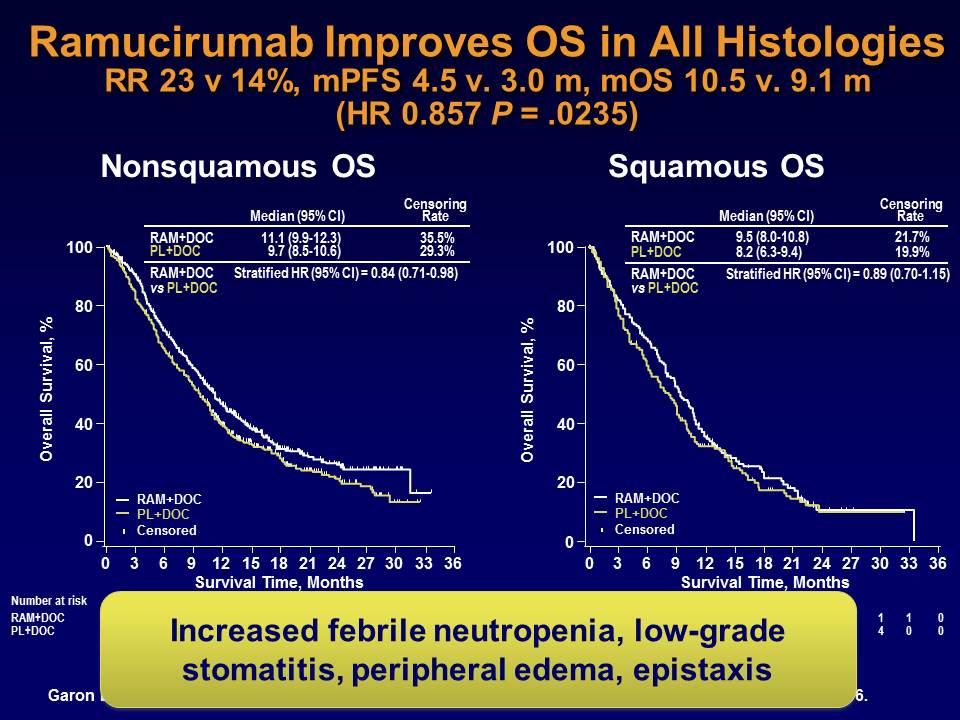 Ramucirumab Improves OS in All Histologies
RR 23 v 14%, mPFS 4.5 v. 3.0 m, mOS 10.5 v. 9.1 m
(HR 0.857 P = .0235)
Nonsquamous OS
Median (95% CI) Censoring Rate
RAM+DOC 11.1 (9.9-12.3) 35.5%
PL+DOC 9.7 (8.5-10.6) 29.3%
RAM+DOC Stratified HR (95% CI) = 0.84 (0.71-0.98)
vs PL+DOC
Overall Survival, %
100
80
60
40
20
0
RAM+DOC
PL+DOC
Censored
0 3 6 9 12 15 18 21 24 27 30 33 36
Survival Time, Months
Squamous OS
Median (95% CI) Censoring Rate
RAM+DOC 9.5 (8.0-10.8) 21.7%
PL+DOC 8.2 (6.3-9.4) 19.9%
RAM+DOC Stratified HR (95% CI) = 0.89 (0.70-1.15)
vs PL+DOC
Overall Survival, %
100
80
60
40
20
0
RAM+DOC
PL+DOC
Censored
0 3 6 9 12 15 18 21 24 27 30 33 36
Survival Time, Months
Number at risk
RAM+DOC 1 1 0
PL+DOC 4 0 0
Increased febrile neutropenia, low-grade
stomatitis, peripheral edema, epistaxis
Garon 6.